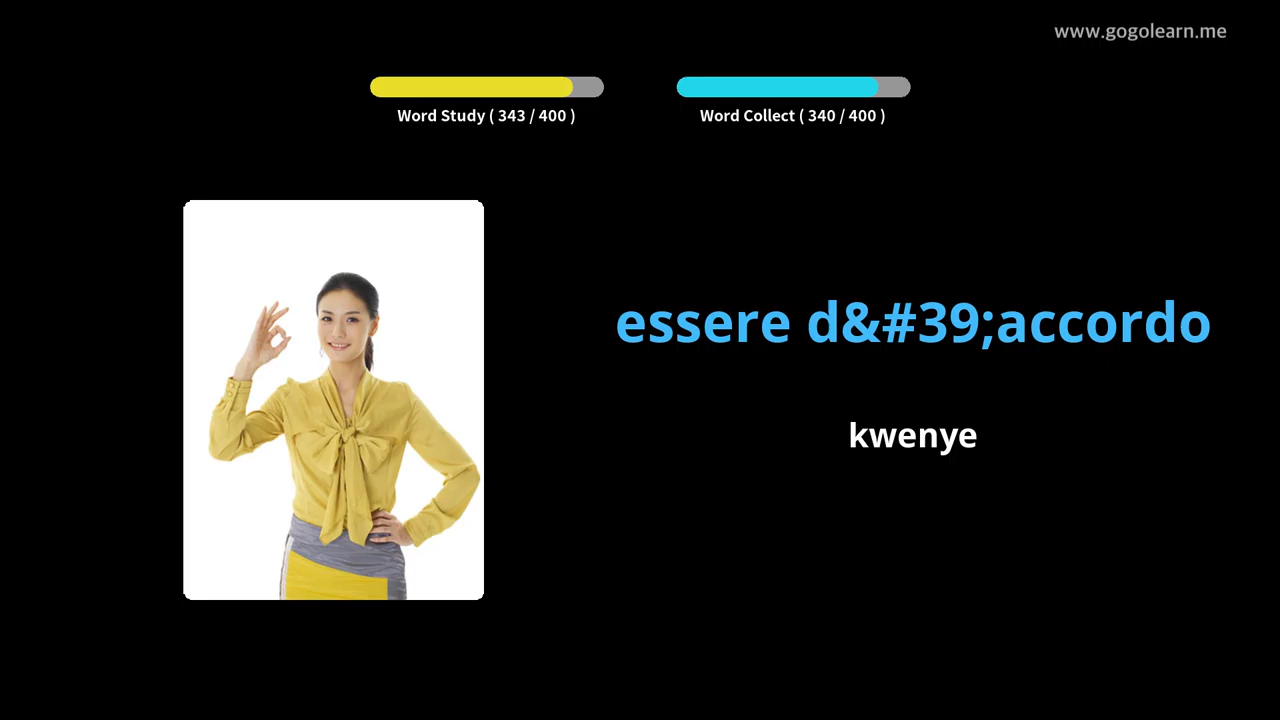 www.gogolearn.me
Word Study ( 343 / 400 )
Word Collect ( 340 / 400 )
essere d&#39;accordo
kwenye